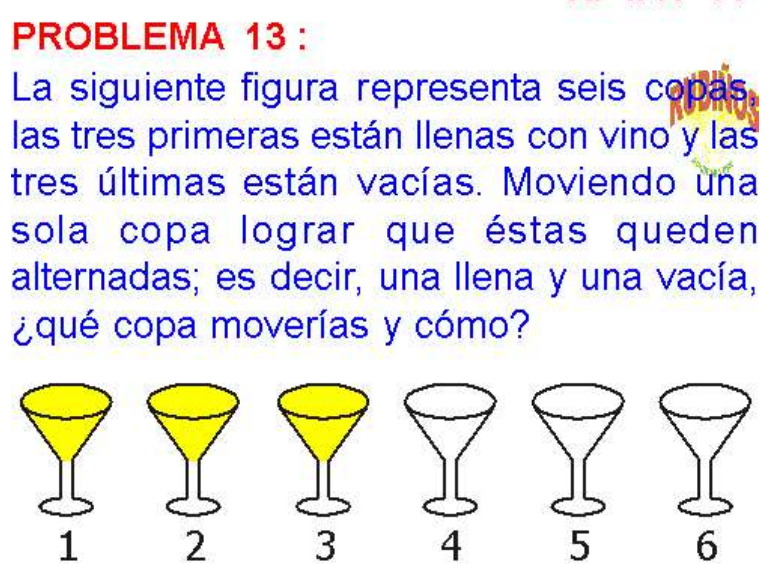 PROBLEMA 13 :
La siguiente figura representa seis copas,
las tres primeras están llenas con vino y las
tres últimas están vacías. Moviendo una
sola copa lograr que éstas queden
alternadas; es decir, una llena y una vacía,
¿qué copa moverías y cómo?
RUBIÑOS
1 2 3 4 5 6